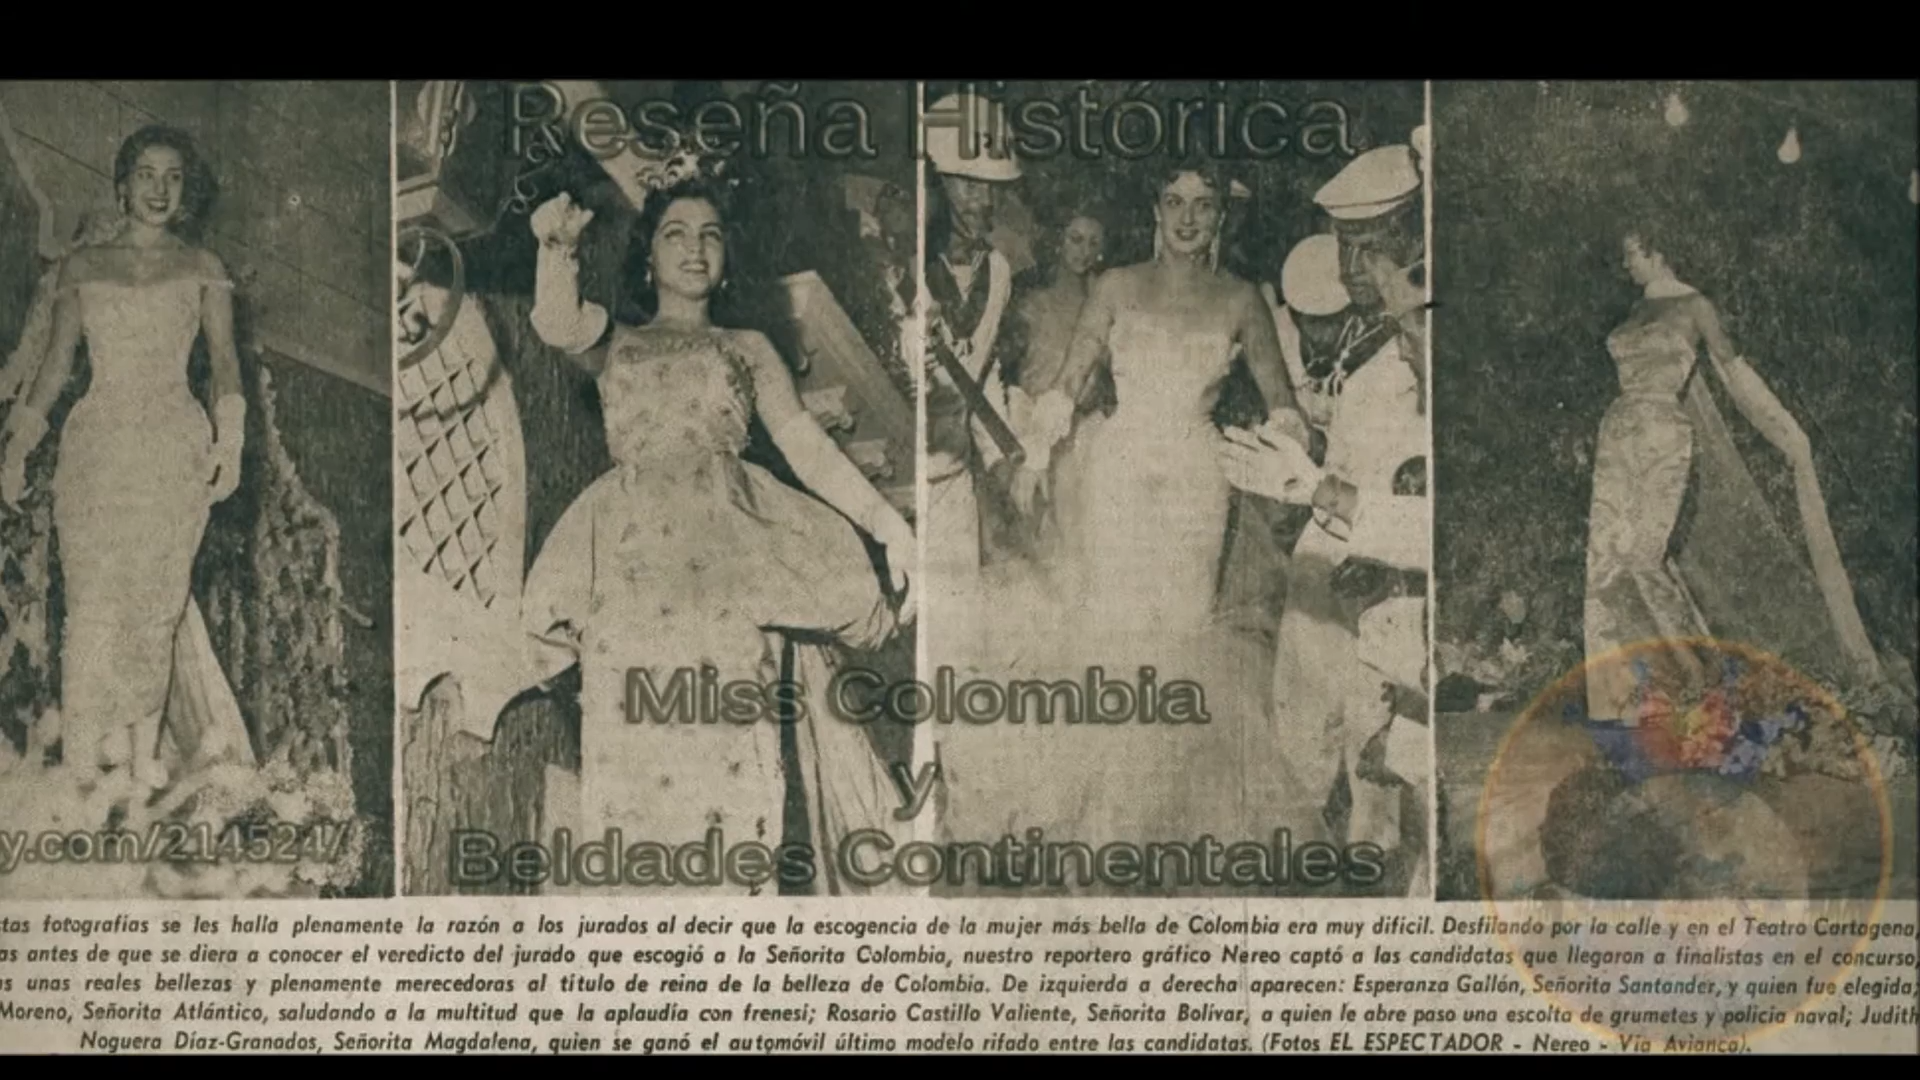 Reseña Histórica
Miss Colombia
y
Beldades Continentales
y.com/214524/
tas fotografías se les halla plenamente la razón a los jurados al decir que la escogencia de la mujer más bella de Colombia era muy difícil. Desfilando por la calle y en el Teatro Cartagena,
as antes de que se diera a conocer el veredicto del jurado que escogió a la Señorita Colombia, nuestro reportero gráfico Nereo captó a las candidatas que llegaron a finalistas en el concurso,
s unas reales bellezas y plenamente merecedoras al título de reina de la belleza de Colombia. De izquierda a derecha aparecen: Esperanza Gallón, Señorita Santander, y quien fue elegida;
Moreno, Señorita Atlántico, saludando a la multitud que la aplaudía con frenesi; Rosario Castillo Valiente, Señorita Bolívar, a quien le abre paso una escolta de grumetes y policía naval; Judith
Noguera Díaz-Granados, Señorita Magdalena, quien se ganó el automóvil último modelo rifado entre las candidatas. (Fotos EL ESPECTADOR - Nereo - Vía Avianca).